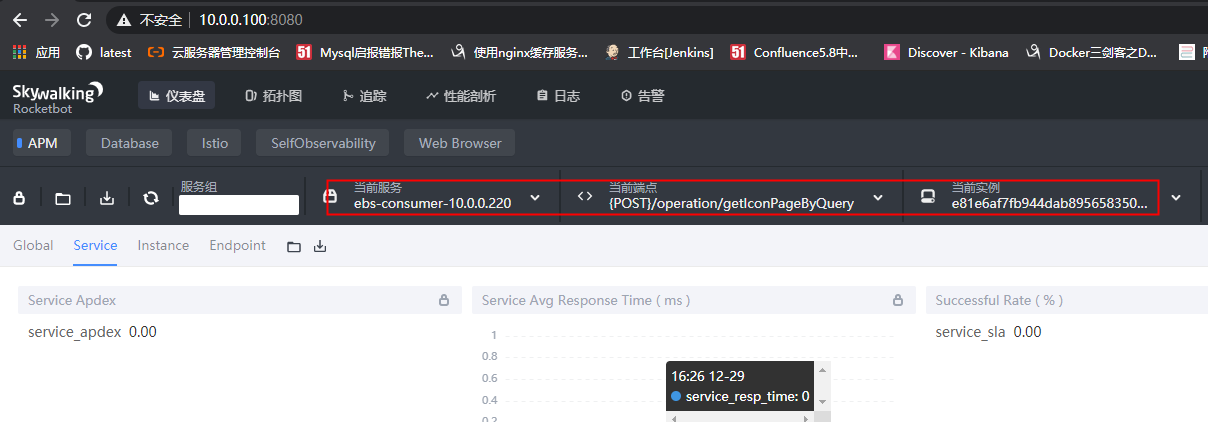 不安全 10.0.0.100:8080
应用 latest 云服务器管理控制台 Mysql启报错报The... 使用nginx缓存服务... 工作台[Jenkins] Confluence5.8中... Discover - Kibana Docker三剑客之D...
Skywalking
Rocketbot
仪表盘 拓扑图 追踪 性能剖析 日志 告警
APM Database Istio SelfObservability Web Browser
服务组 当前服务 当前端点 当前实例
ebs-consumer-10.0.0.220 {POST}/operation/getIconPageByQuery e81e6af7fb944dab895658350...
Global Service Instance Endpoint
Service Apdex Service Avg Response Time ( ms ) Successful Rate ( % )
service_apdex 0.00 service_sla 0.00
1
0.8
0.6
0.4
0.2
16:26 12-29
service_resp_time: 0